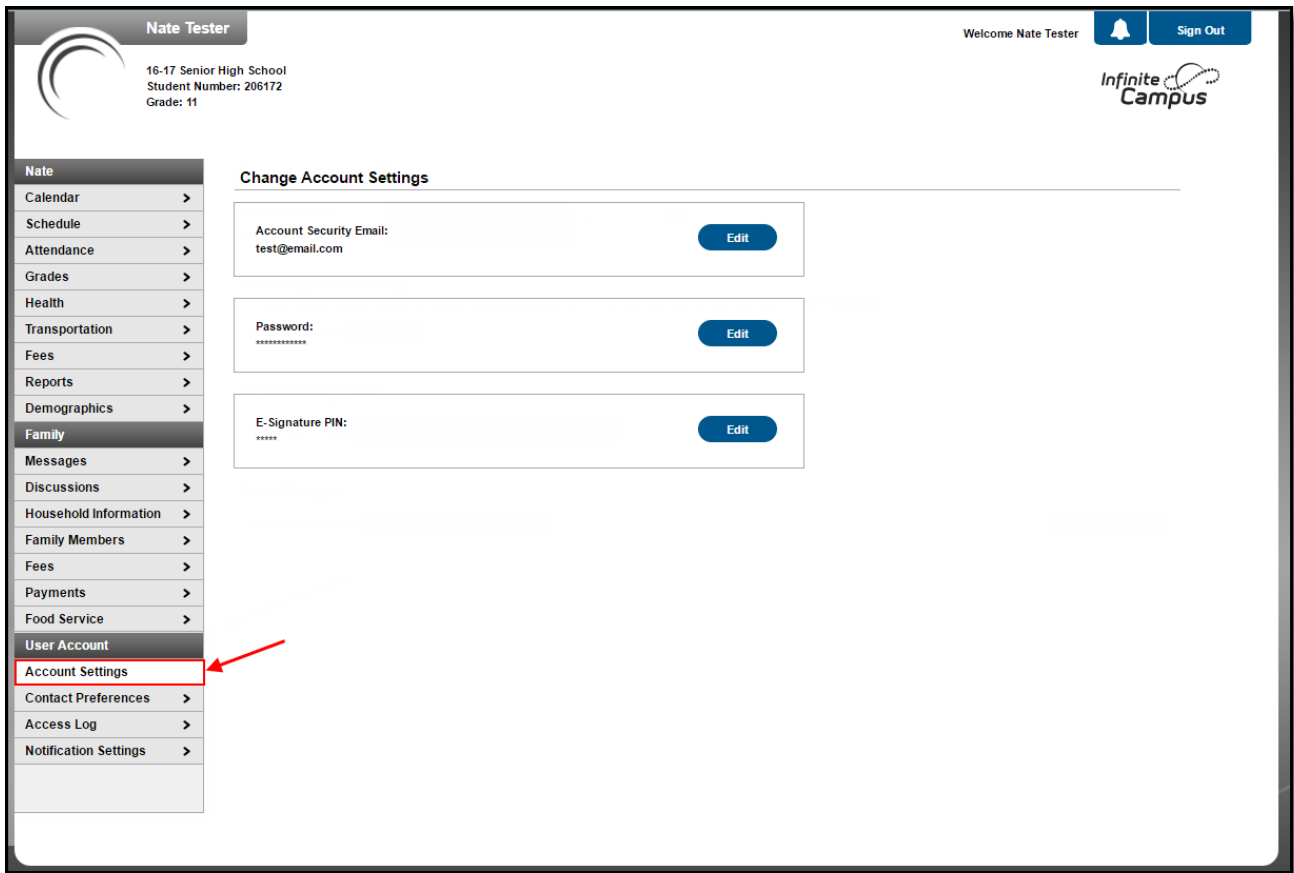 Nate Tester
Welcome Nate Tester
Sign Out
16-17 Senior High School
Student Number: 206172
Grade: 11
Infinite
Campus
Nate
Calendar
Schedule
Attendance
Grades
Health
Transportation
Fees
Reports
Demographics
Family
Messages
Discussions
Household Information
Family Members
Fees
Payments
Food Service
User Account
Account Settings
Contact Preferences
Access Log
Notification Settings
Change Account Settings
Account Security Email:
test@email.com
Edit
Password:
************
Edit
E-Signature PIN:
*****
Edit